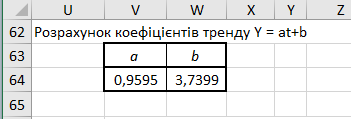 U V W X Y Z
62 Розрахунок коефіцієнтів тренду Y = at+b
63 a b
64 0,9595 3,7399
65